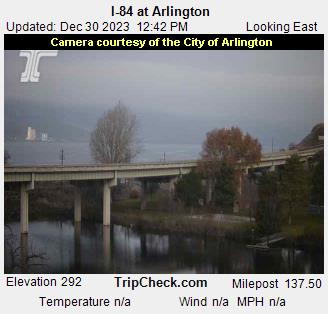 I-84 at Arlington
Updated: Dec 30 2023 12:42 PM Looking East
Camera courtesy of the City of Arlington
Elevation 292 TripCheck.com Milepost 137.50
Temperature n/a Wind n/a MPH n/a